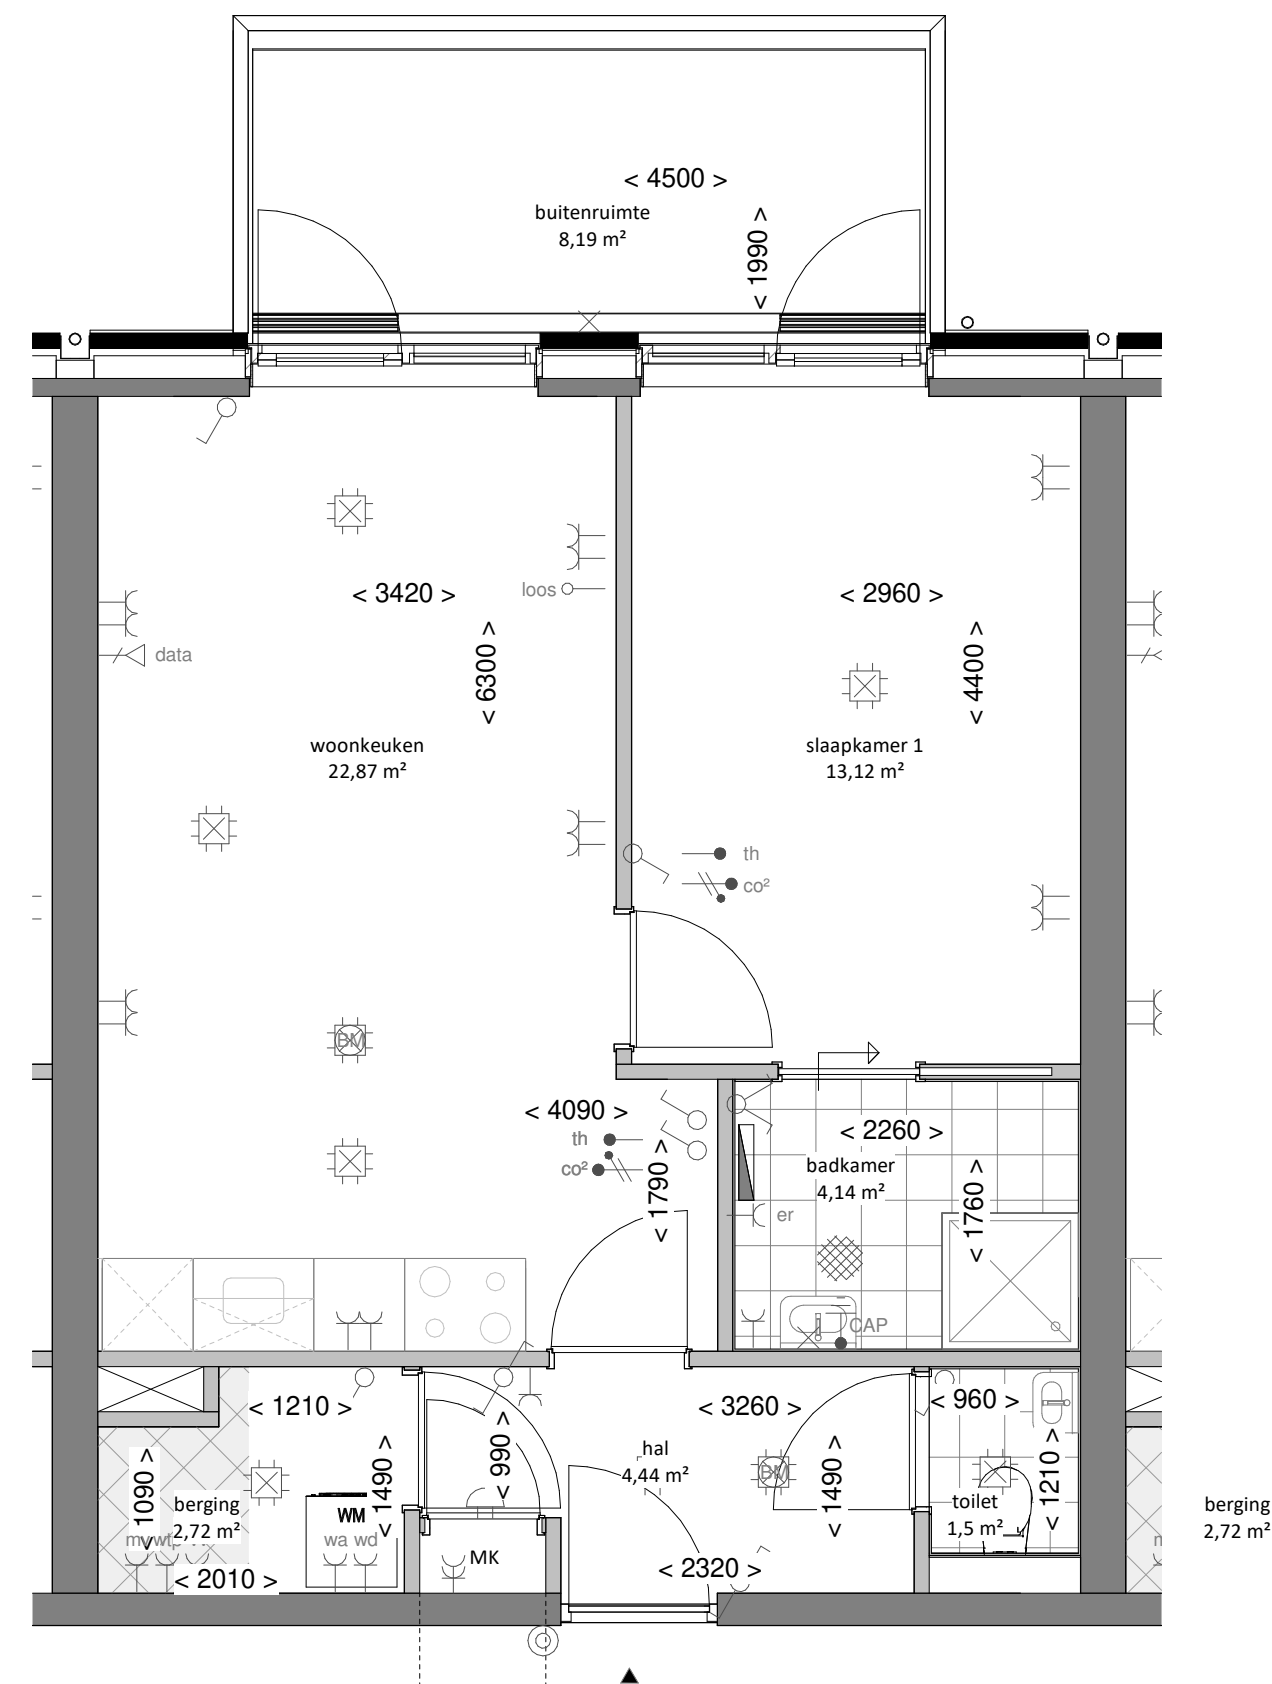 < 4500 >
buitenruimte
8,19 m²
< 1990 >
< 3420 >
loos
< 2960 >
< 6300 >
< 4400 >
data
woonkeuken
22,87 m²
slaapkamer 1
13,12 m²
th
co²
BM
< 4090 >
th
co²
< 1790 >
< 2260 >
badkamer
4,14 m²
< 1760 >
er
CAP
< 1210 >
< 3260 >
< 960 >
< 1090 >
< 1490 >
< 990 >
hal
4,44 m²
BM
< 1490 >
< 1210 >
berging
2,72 m²
WM
wa wd
toilet
1,5 m²
berging
2,72 m²
MK
< 2010 >
< 2320 >